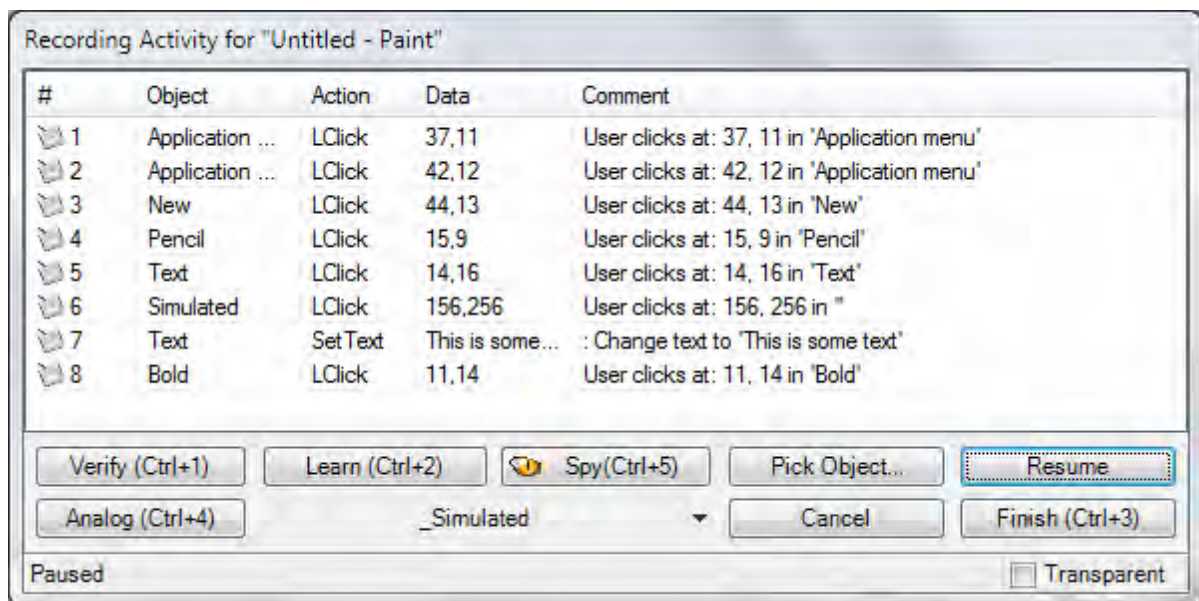 Recording Activity for "Untitled - Paint"
# Object Action Data Comment
1 Application ... LClick 37,11 User clicks at: 37, 11 in 'Application menu'
2 Application ... LClick 42,12 User clicks at: 42, 12 in 'Application menu'
3 New LClick 44,13 User clicks at: 44, 13 in 'New'
4 Pencil LClick 15,9 User clicks at: 15, 9 in 'Pencil'
5 Text LClick 14,16 User clicks at: 14, 16 in 'Text'
6 Simulated LClick 156,256 User clicks at: 156, 256 in ''
7 Text SetText This is some... : Change text to 'This is some text'
8 Bold LClick 11,14 User clicks at: 11, 14 in 'Bold'
Verify (Ctrl+1) Learn (Ctrl+2) Spy(Ctrl+5) Pick Object... Resume
Analog (Ctrl+4) _Simulated Cancel Finish (Ctrl+3)
Paused Transparent